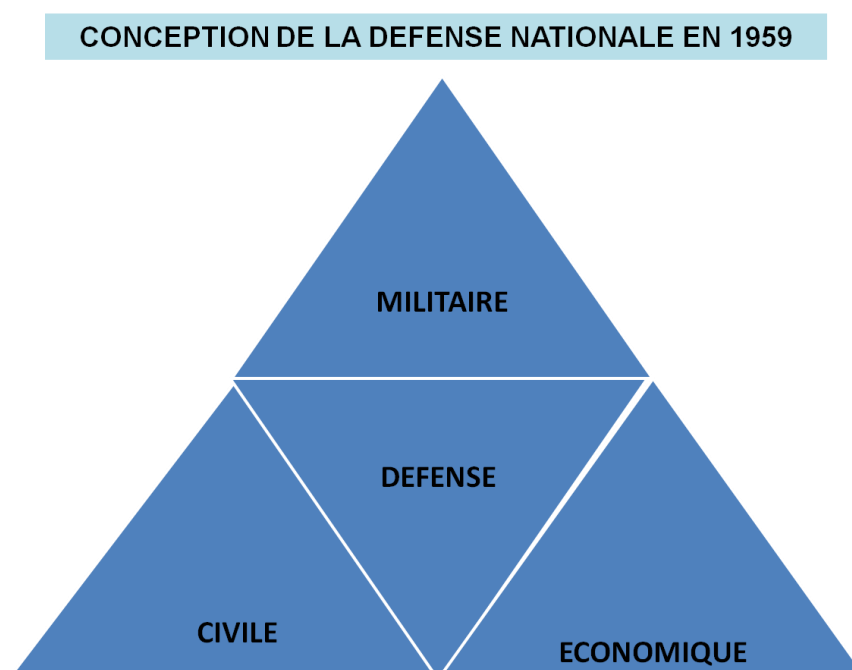 CONCEPTION DE LA DEFENSE NATIONALE EN 1959
MILITAIRE
DEFENSE
CIVILE
ECONOMIQUE